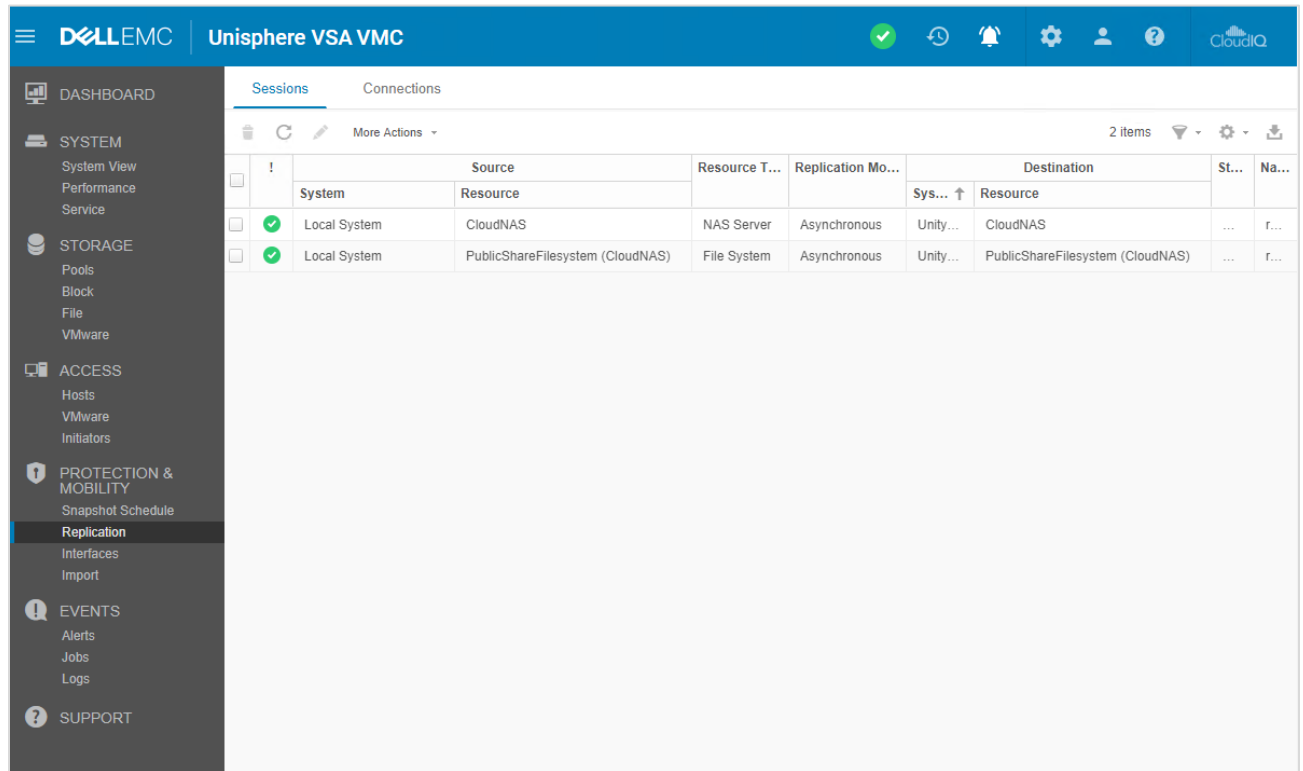 DELLEMC Unisphere VSA VMC CloudIQ
DASHBOARD
SYSTEM
System View
Performance
Service
STORAGE
Pools
Block
File
VMware
ACCESS
Hosts
VMware
Initiators
PROTECTION &
MOBILITY
Snapshot Schedule
Replication
Interfaces
Import
EVENTS
Alerts
Jobs
Logs
SUPPORT
Sessions Connections
More Actions 2 items
! Source Resource T... Replication Mo... Destination St... Na...
System Resource Sys... Resource
Local System CloudNAS NAS Server Asynchronous Unity... CloudNAS ... r...
Local System PublicShareFilesystem (CloudNAS) File System Asynchronous Unity... PublicShareFilesystem (CloudNAS) ... r...